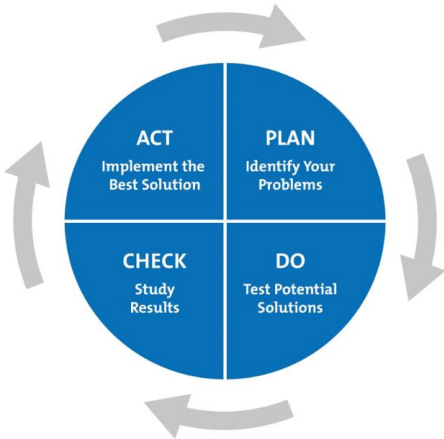 ACT
Implement the
Best Solution
PLAN
Identify Your
Problems
CHECK
Study
Results
DO
Test Potential
Solutions